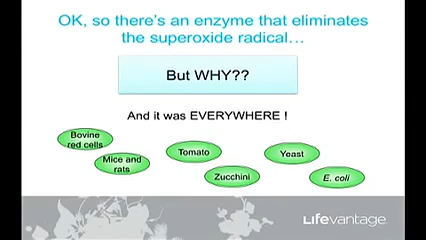 OK, so there's an enzyme that eliminates
the superoxide radical…
But WHY??
And it was EVERYWHERE !
Bovine
red cells
Mice and
rats
Tomato
Zucchini
Yeast
E. coli
Lifevantage